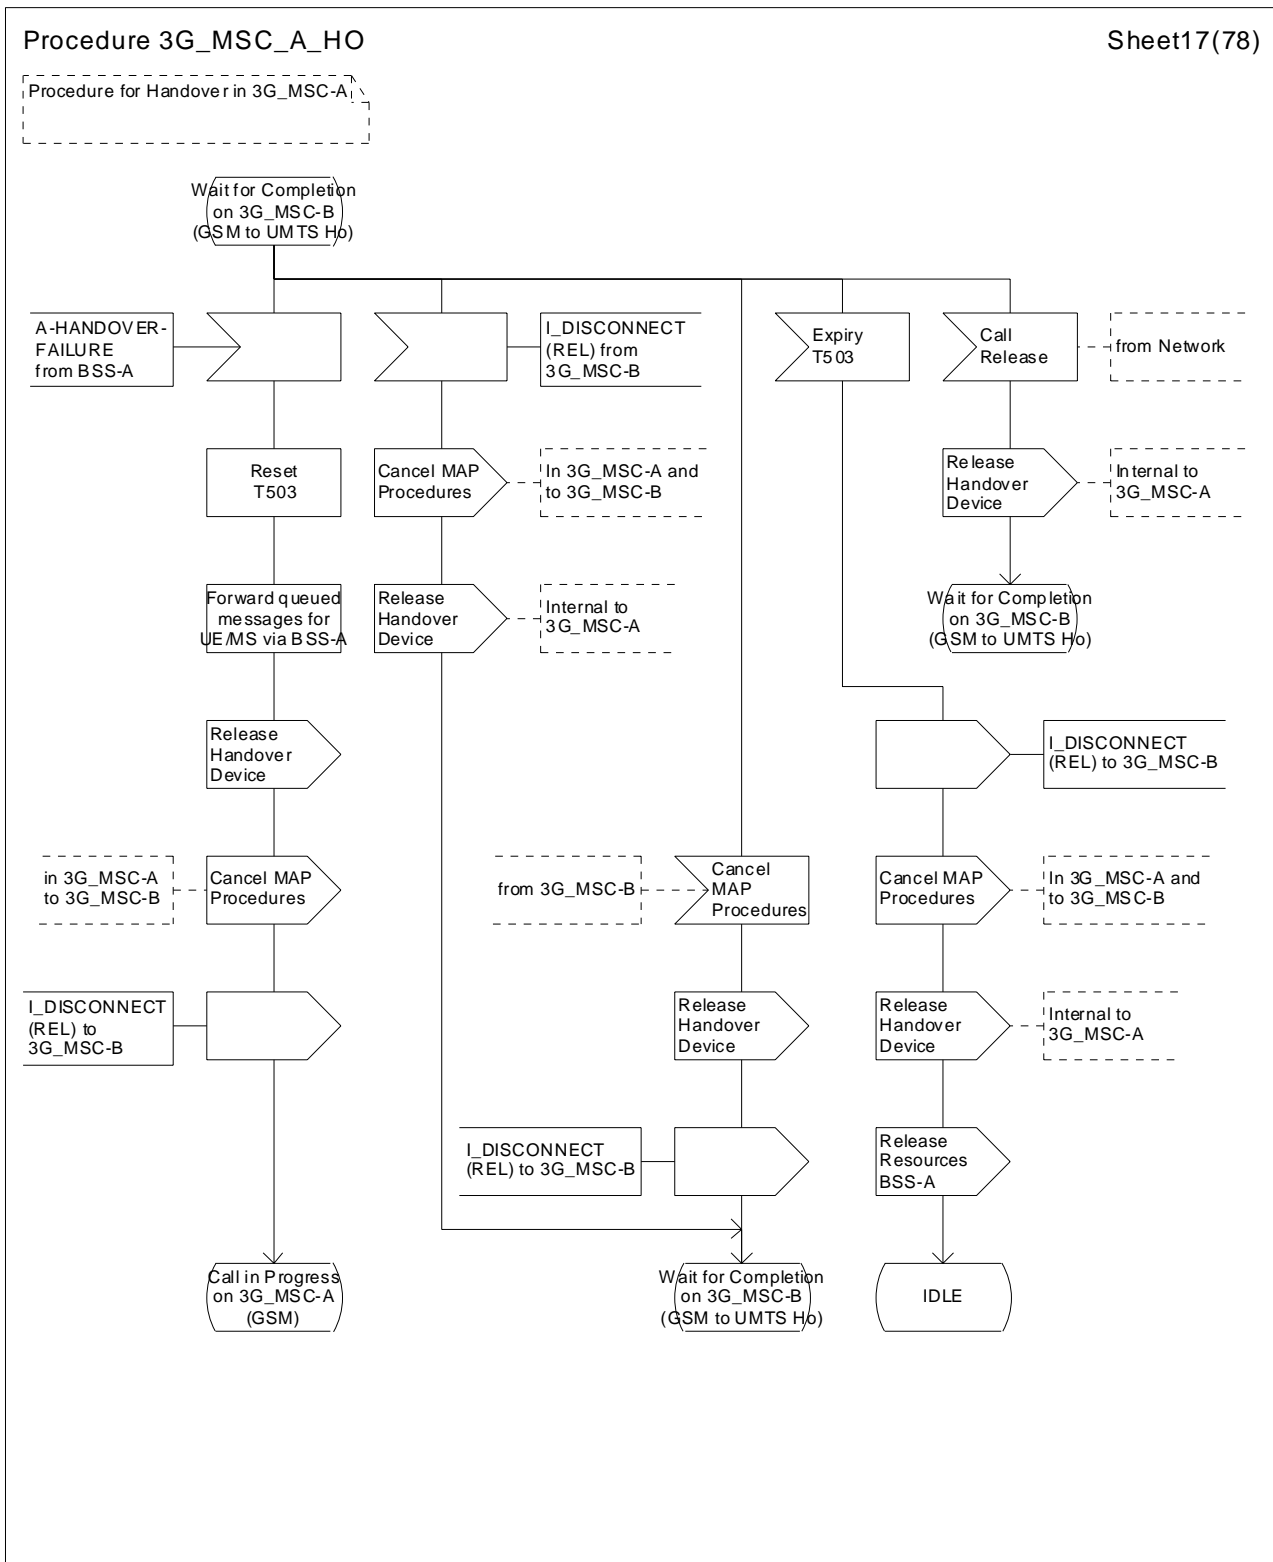 Procedure 3G_MSC_A_HO
Sheet17(78)
Procedure for Handover in 3G_MSC-A
Wait for Completion
on 3G_MSC-B
(GSM to UMTS Ho)
A-HANDOVER-
FAILURE
from BSS-A
I_DISCONNECT
(REL) from
3G_MSC-B
Expiry
T503
Call
Release
from Network
Reset
T503
Cancel MAP
Procedures
In 3G_MSC-A and
to 3G_MSC-B
Release
Handover
Device
Internal to
3G_MSC-A
Forward queued
messages for
UE/MS via BSS-A
Release
Handover
Device
Internal to
3G_MSC-A
Wait for Completion
on 3G_MSC-B
(GSM to UMTS Ho)
Release
Handover
Device
I_DISCONNECT
(REL) to 3G_MSC-B
in 3G_MSC-A
to 3G_MSC-B
Cancel MAP
Procedures
from 3G_MSC-B
Cancel
MAP
Procedures
Cancel MAP
Procedures
In 3G_MSC-A and
to 3G_MSC-B
I_DISCONNECT
(REL) to
3G_MSC-B
Release
Handover
Device
Release
Handover
Device
Internal to
3G_MSC-A
I_DISCONNECT
(REL) to 3G_MSC-B
Release
Resources
BSS-A
Call in Progress
on 3G_MSC-A
(GSM)
Wait for Completion
on 3G_MSC-B
(GSM to UMTS Ho)
IDLE